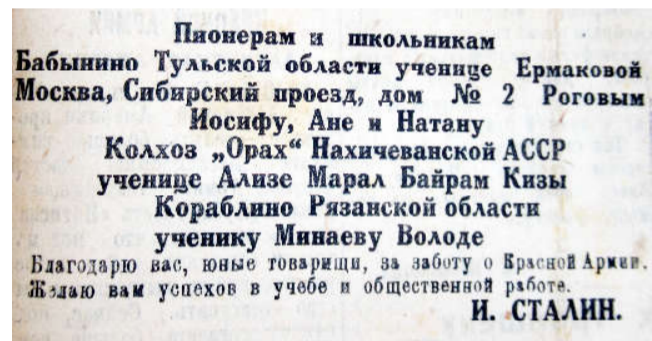 Пионерам и школьникам
Бабынино Тульской области ученице Ермаковой
Москва, Сибирский проезд, дом № 2 Роговым
Иосифу, Ане и Натану
Колхоз „Орах“ Нахичеванской АССР
ученице Ализе Марал Байрам Кизы
Кораблино Рязанской области
ученику Минаеву Володе
Благодарю вас, юные товарищи, за заботу о Красной Армии.
Желаю вам успехов в учебе и общественной работе.
И. СТАЛИН.